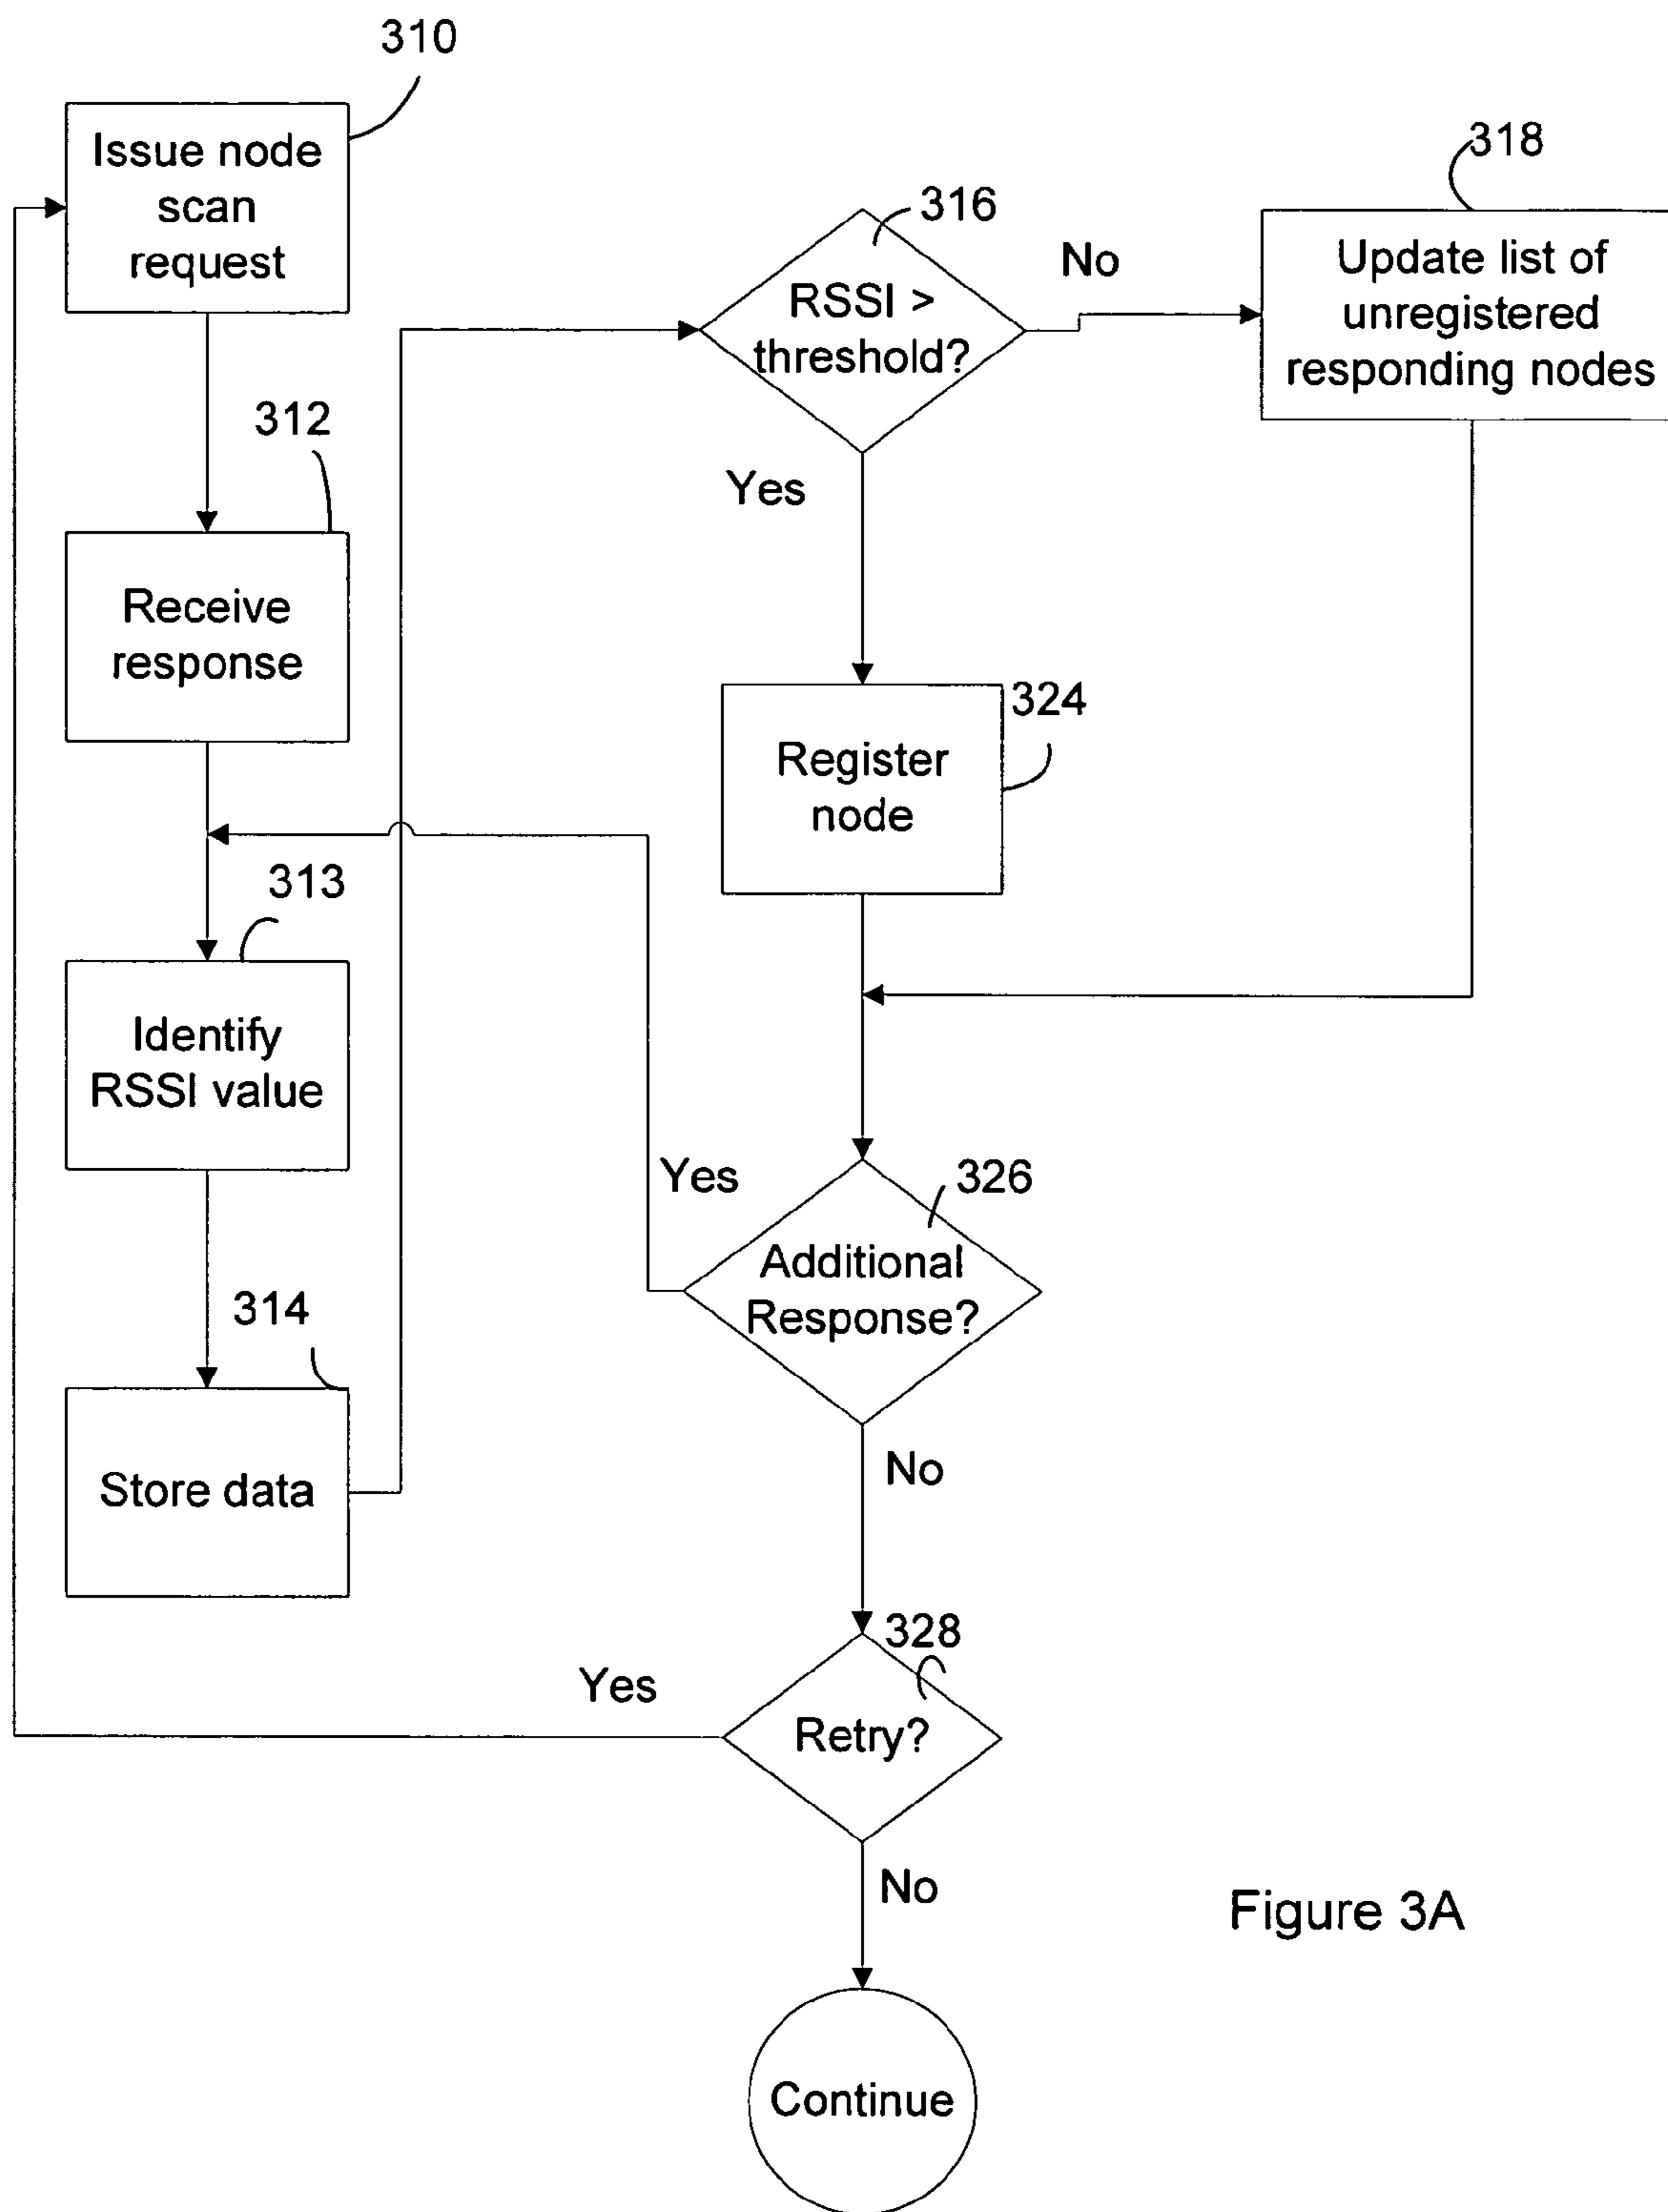 310
Issue node
scan
request
312
Receive
response
313
Identify
RSSI value
314
Store data
316
RSSI >
threshold?
No
Yes
318
Update list of
unregistered
responding nodes
324
Register
node
326
Additional
Response?
Yes
No
328
Retry?
Yes
No
Continue
Figure 3A